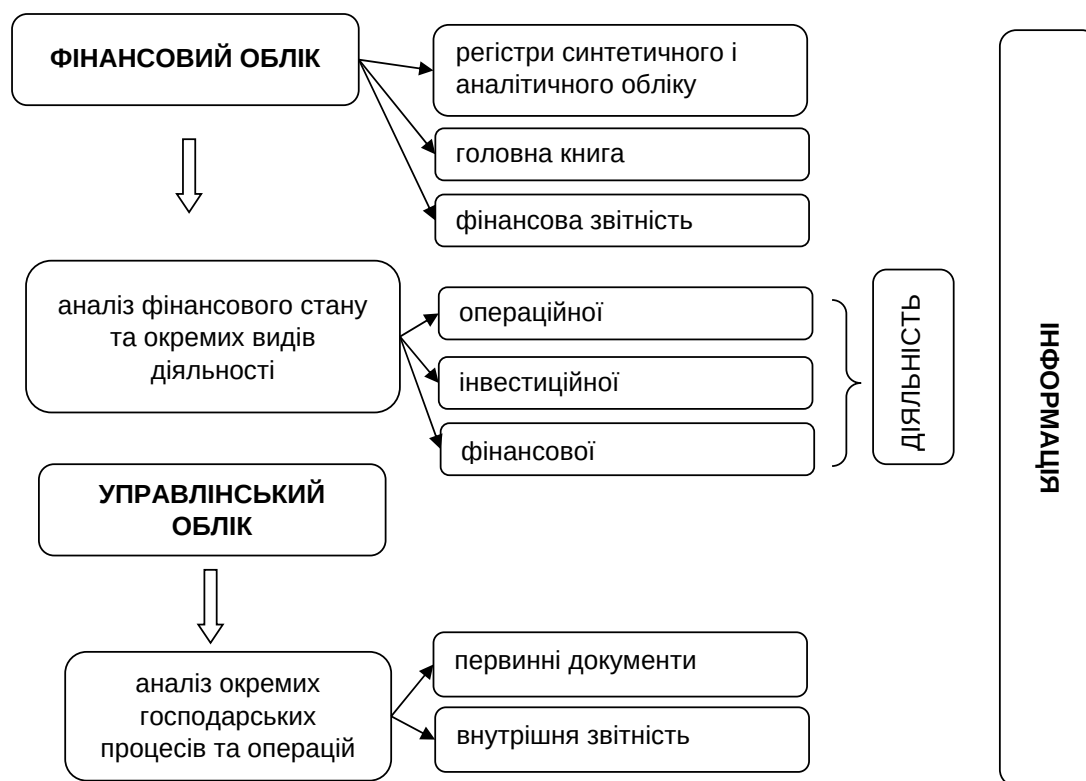 ФІНАНСОВИЙ ОБЛІК
регістри синтетичного і
аналітичного обліку
головна книга
фінансова звітність
аналіз фінансового стану
та окремих видів
діяльності
операційної
інвестиційної
фінансової
ДІЯЛЬНІСТЬ
ІНФОРМАЦІЯ
УПРАВЛІНСЬКИЙ
ОБЛІК
аналіз окремих
господарських
процесів та операцій
первинні документи
внутрішня звітність